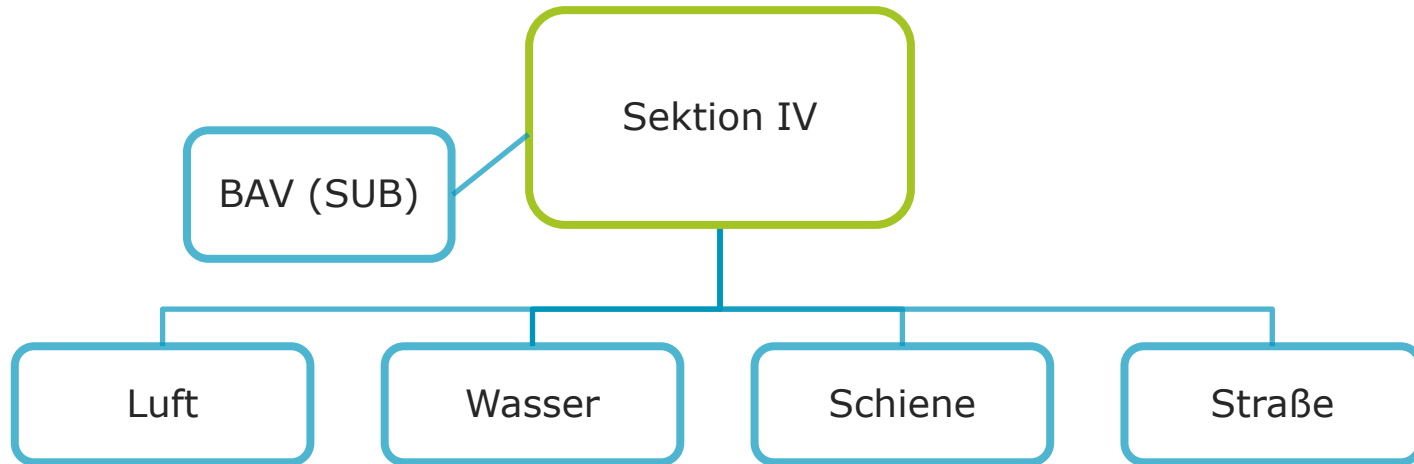 Sektion IV
BAV (SUB)
Luft
Wasser
Schiene
Straße